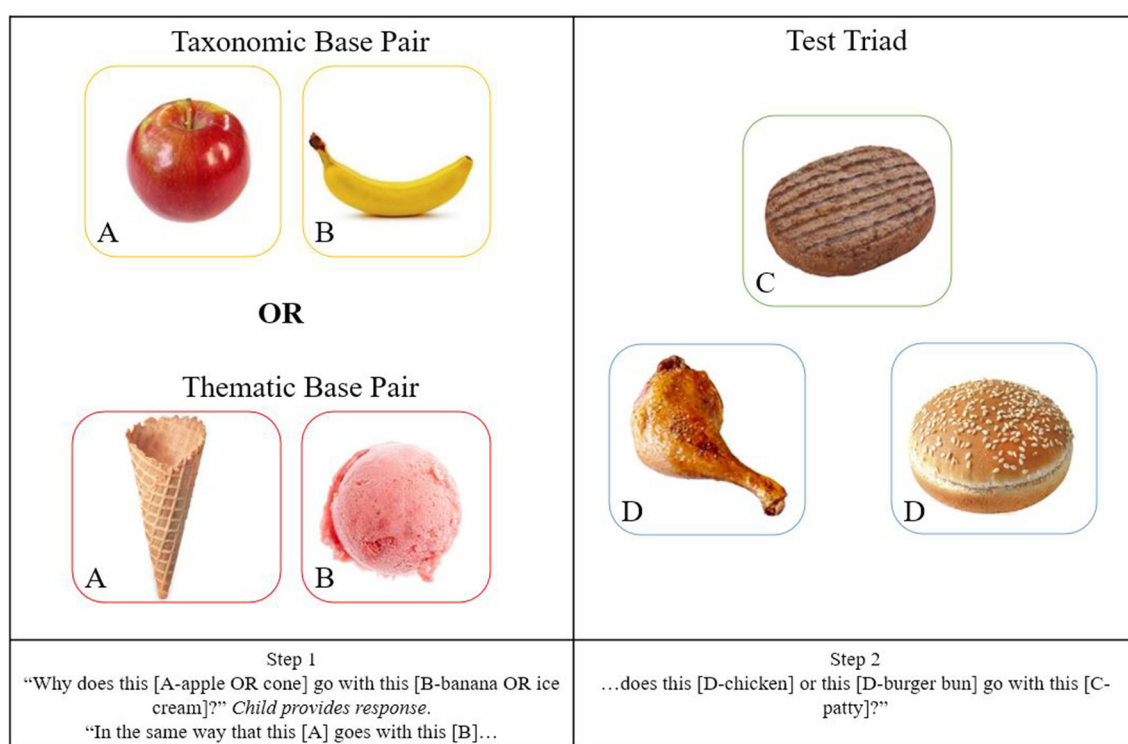 Taxonomic Base Pair
A
B
OR
Thematic Base Pair
A
B
Test Triad
C
D
D
Step 1
“Why does this [A-apple OR cone] go with this [B-banana OR ice
cream]?” Child provides response.
“In the same way that this [A] goes with this [B]…
Step 2
…does this [D-chicken] or this [D-burger bun] go with this [C-
patty]?”